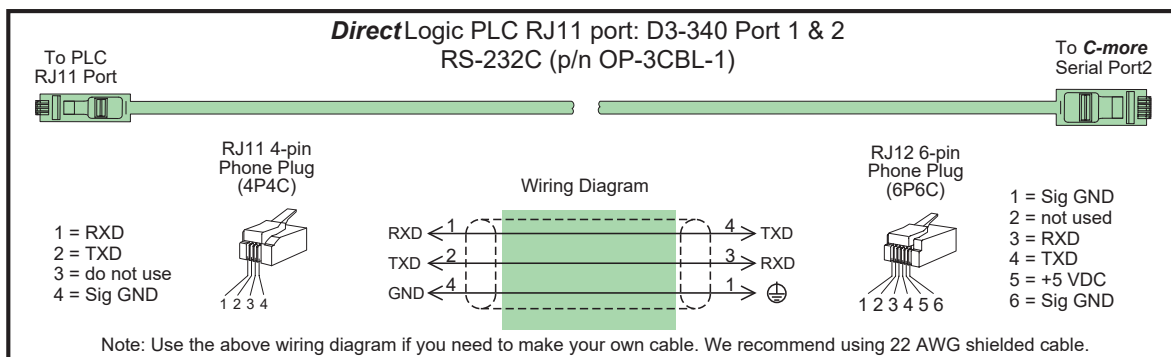 DirectLogic PLC RJ11 port: D3-340 Port 1 & 2
RS-232C (p/n OP-3CBL-1)
To PLC
RJ11 Port
To C-more
Serial Port2
RJ11 4-pin
Phone Plug
(4P4C)
1 = RXD
2 = TXD
3 = do not use
4 = Sig GND
1 2 3 4
Wiring Diagram
RXD 1 4 TXD
TXD 2 3 RXD
GND 4 1
RJ12 6-pin
Phone Plug
(6P6C)
1 2 3 4 5 6
1 = Sig GND
2 = not used
3 = RXD
4 = TXD
5 = +5 VDC
6 = Sig GND
Note: Use the above wiring diagram if you need to make your own cable. We recommend using 22 AWG shielded cable.